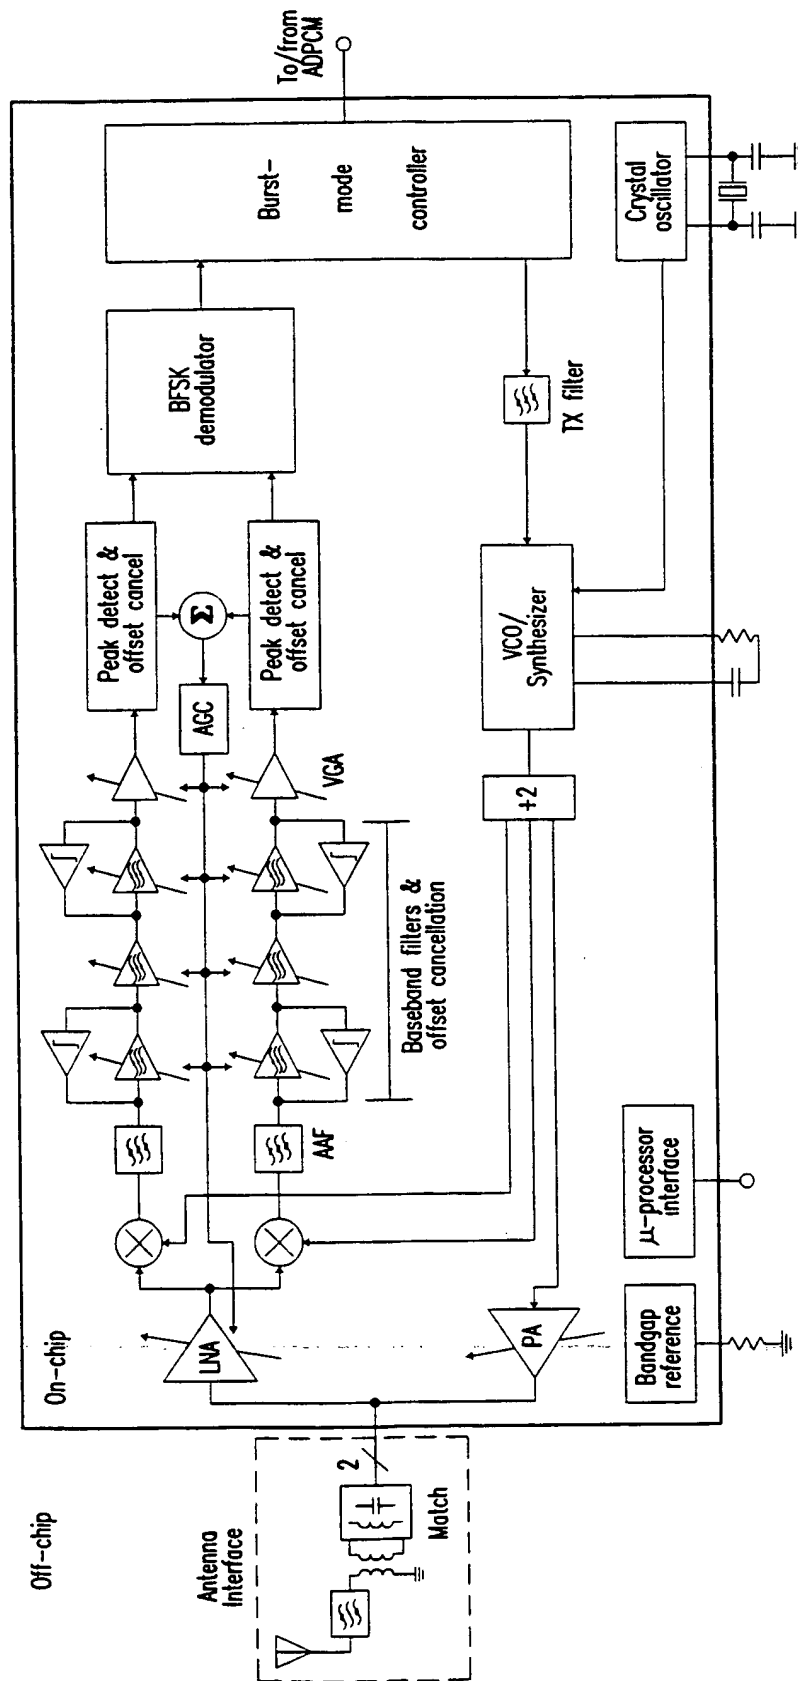 Off-chip
On-chip
Antenna
Interface
2
Match
LNA
PA
AAF
Baseband filters &
offset cancellation
VGA
AGC
Σ
Peak detect &
offset cancel
Peak detect &
offset cancel
BFSK
demodulator
Burst-
mode
controller
To/from
ADPCM
TX filter
VCO/
Synthesizer
+2
Crystal
oscillator
μ-processor
interface
Bandgap
reference